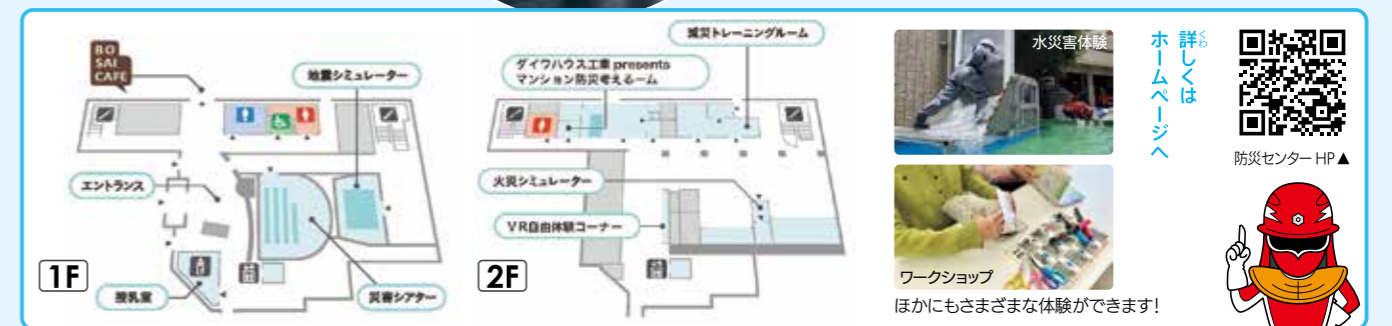 BO
SAI
CAFE
地震シミュレーター
エントランス
授乳室
災害シアター
1F
減災トレーニングルーム
ダイワハウス工業 presents
マンション防災考えるーム
火災シミュレーター
VR自由体験コーナー
2F
水災害体験
ワークショップ
ほかにもさまざまな体験ができます!
詳しくは
くわ
ホームページへ
防災センター HP▲